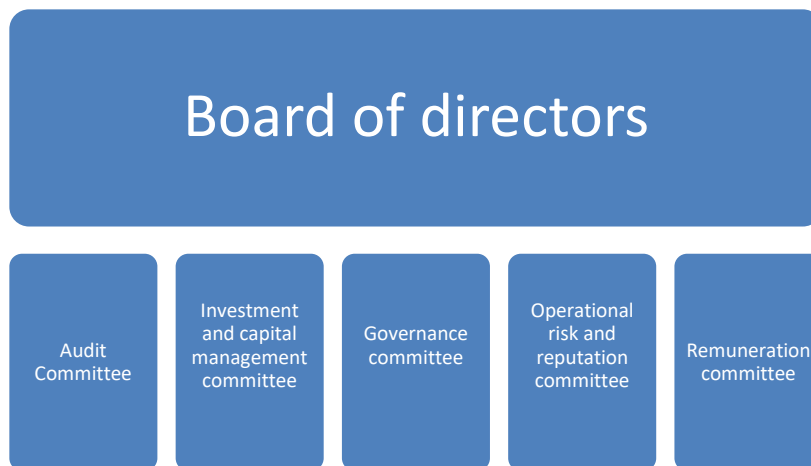 Board of directors
Audit
Committee
Investment
and capital
management
committee
Governance
committee
Operational
risk and
reputation
committee
Remuneration
committee